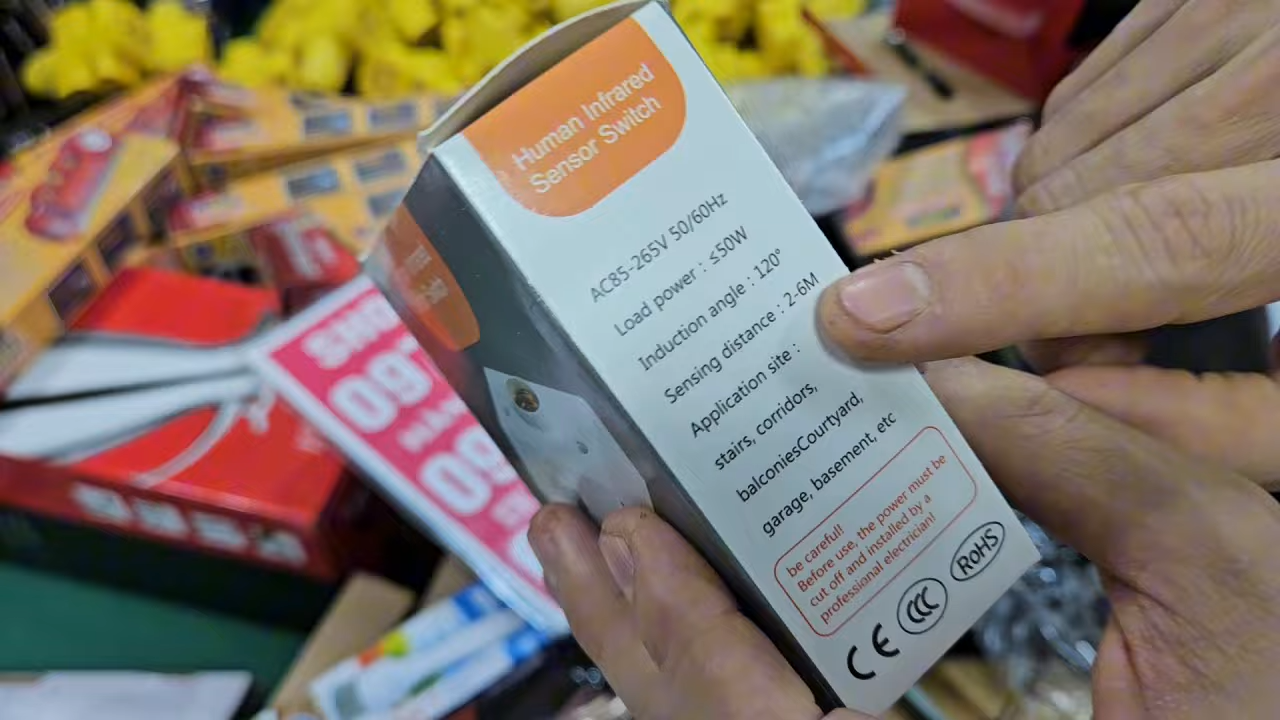 Human Infrared
Sensor Switch
AC85-265V 50/60Hz
Load power : ≤50W
Induction angle : 120°
Sensing distance : 2-6M
Application site :
stairs, corridors,
balconiesCourtyard,
garage, basement, etc
be careful!
Before use, the power must be
cut off and installed by a
professional electrician!
CE CCC RoHS